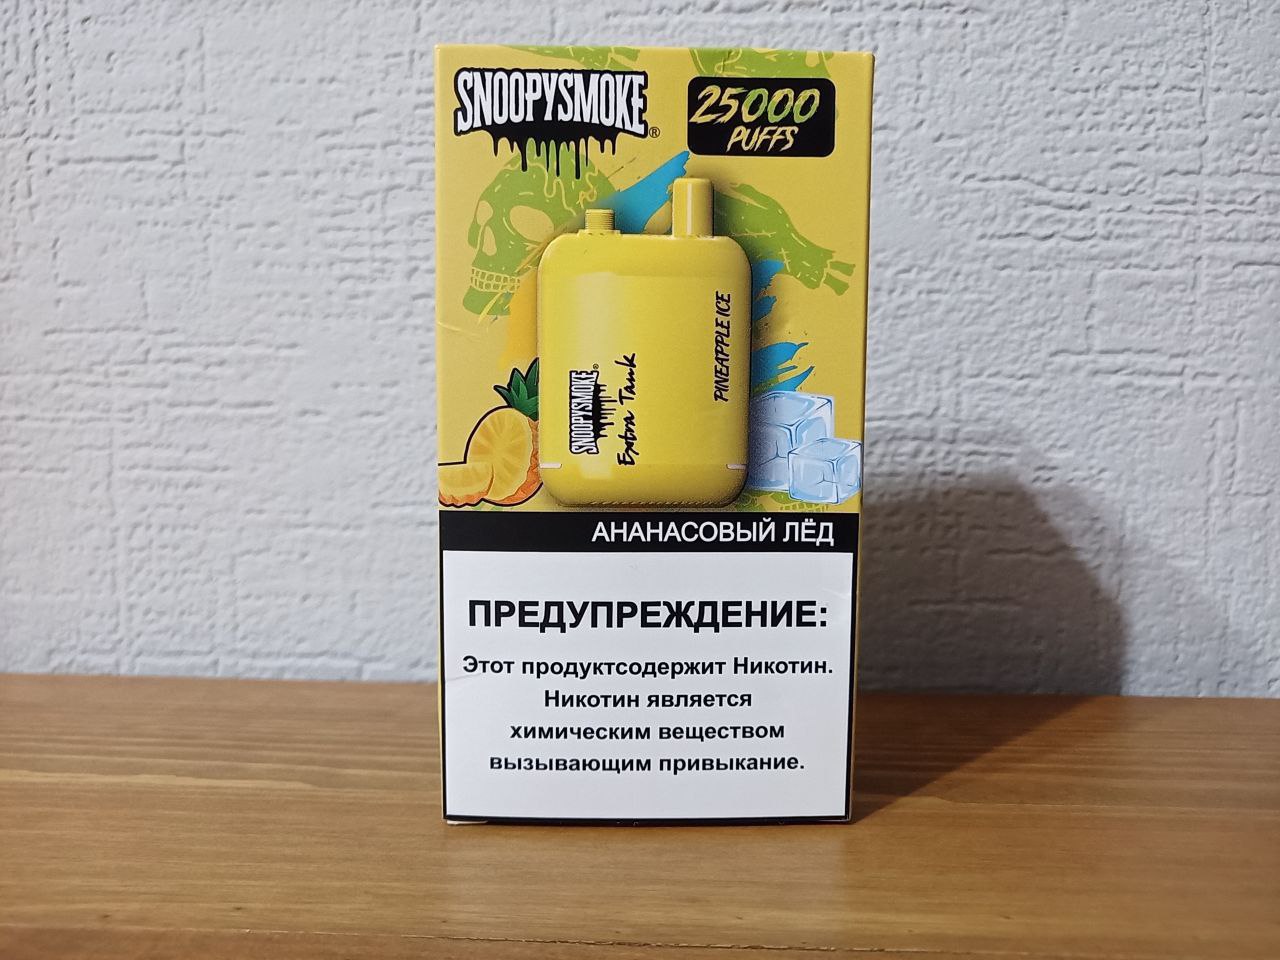 SNOOPYSMOKE®
25000
PUFFS
SNOOPYSMOKE®
Extra Tank
PINEAPPLE ICE
АНАНАСОВЫЙ ЛЁД
ПРЕДУПРЕЖДЕНИЕ:
Этот продуктсодержит Никотин.
Никотин является
химическим веществом
вызывающим привыкание.